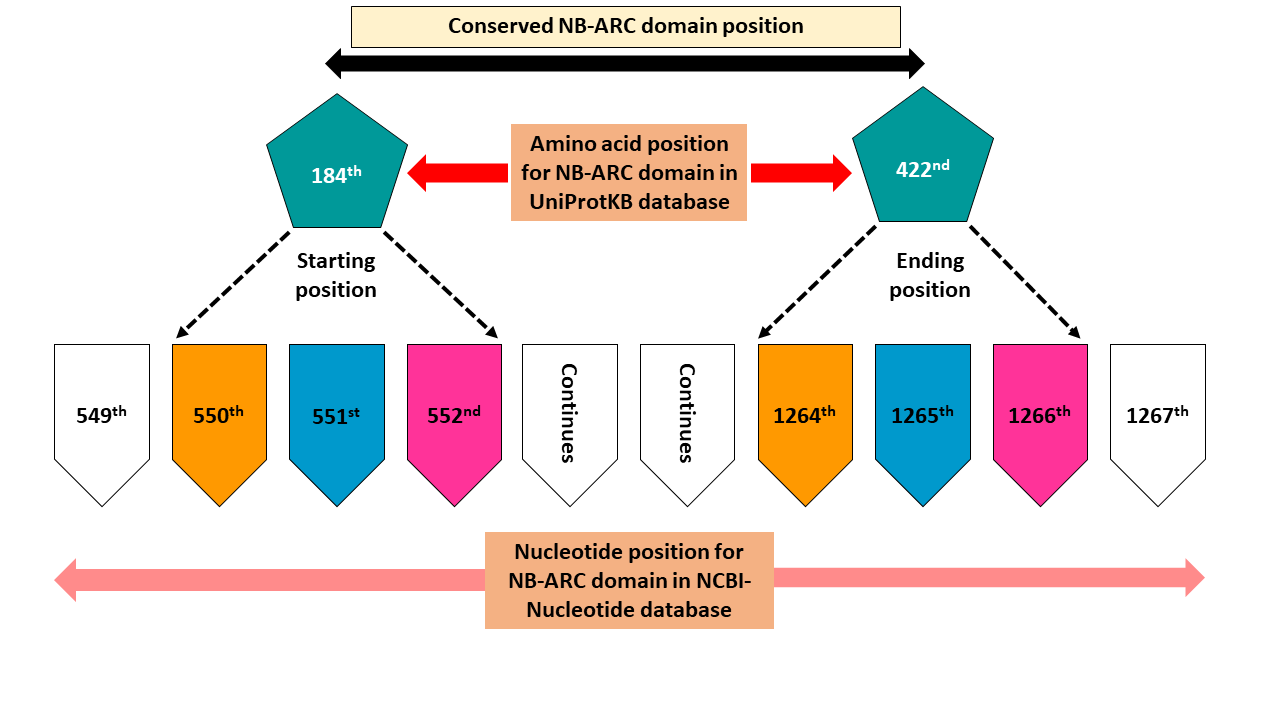 Conserved NB-ARC domain position
Amino acid position
for NB-ARC domain in
UniProtKB database
184th
422nd
Starting
position
Ending
position
549th
550th
551st
552nd
Continues
Continues
1264th
1265th
1266th
1267th
Nucleotide position for
NB-ARC domain in NCBI-
Nucleotide database